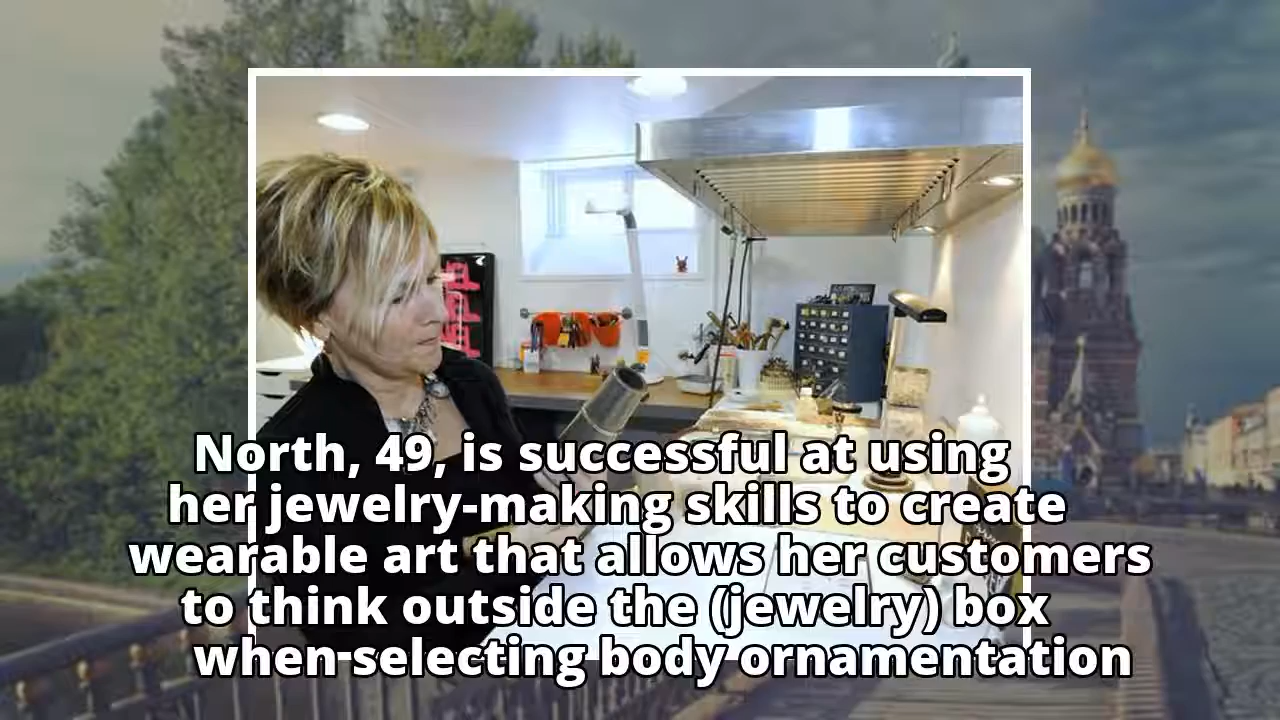 North, 49, is successful at using
her jewelry-making skills to create
wearable art that allows her customers
to think outside the (jewelry) box
when selecting body ornamentation